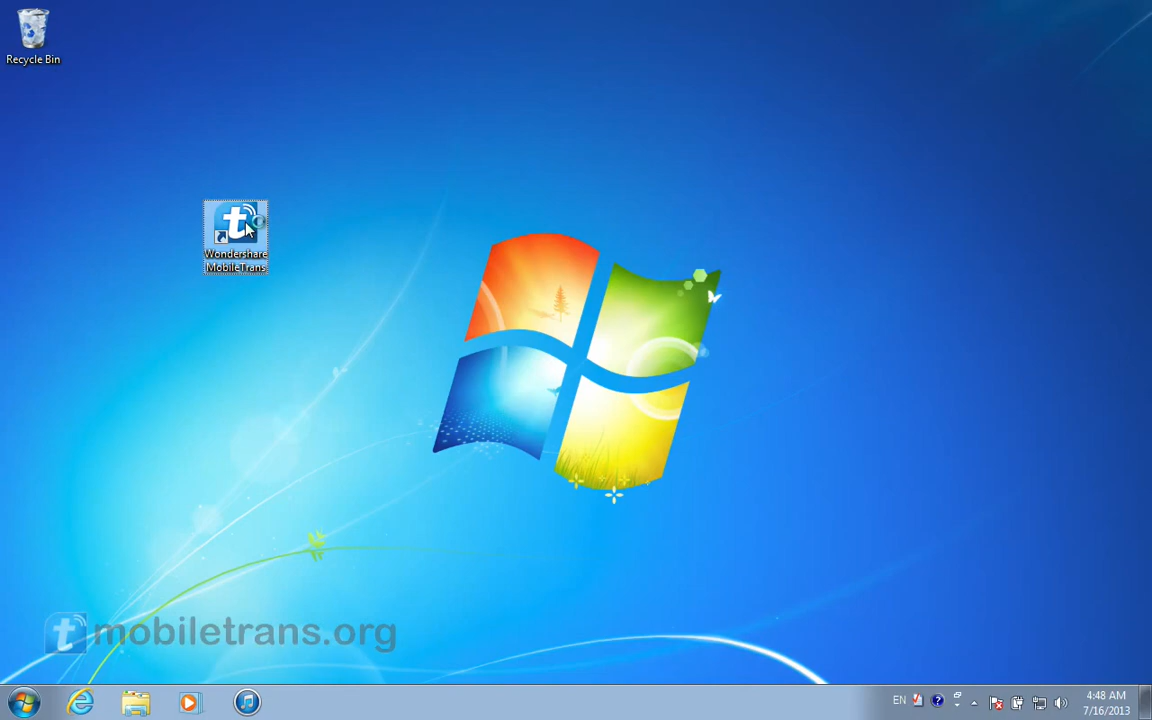 Recycle Bin
Wondershare
MobileTrans
mobiletrans.org
EN
4:48 AM
7/16/2013